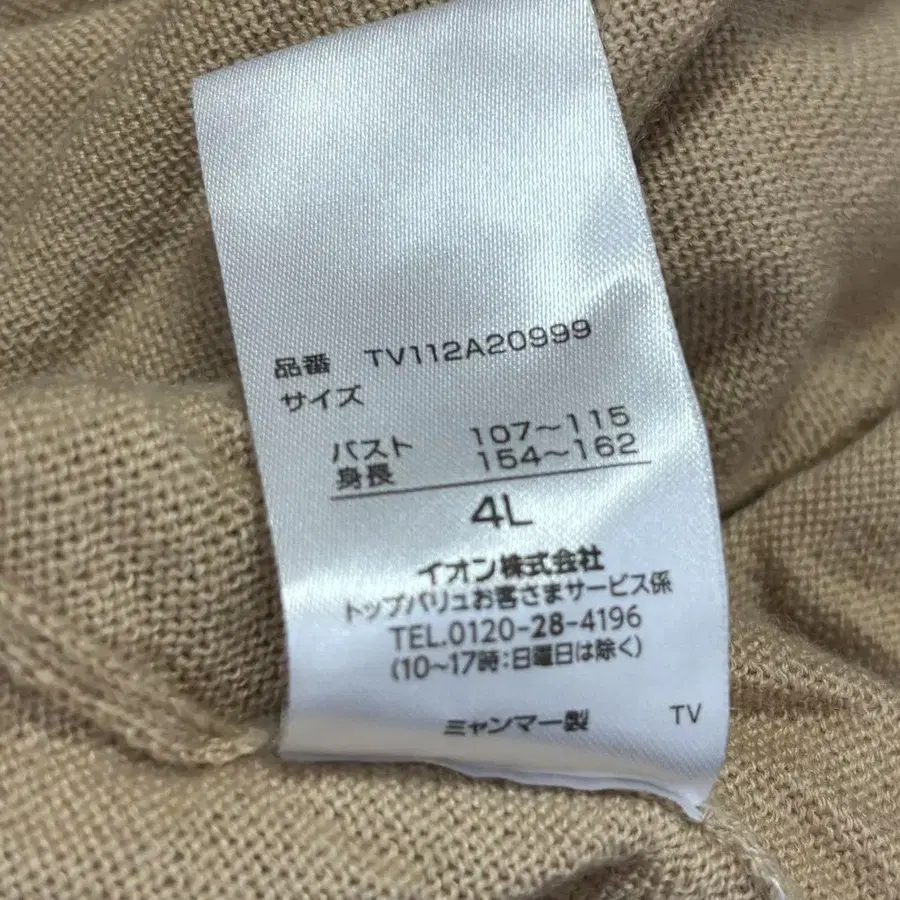 品番 TV112A20999
サイズ
バスト 107～115
身長 154～162
4L
イオン株式会社
トップバリュお客さまサービス係
TEL.0120-28-4196
(10～17時:日曜日は除く)
ミャンマー製 TV